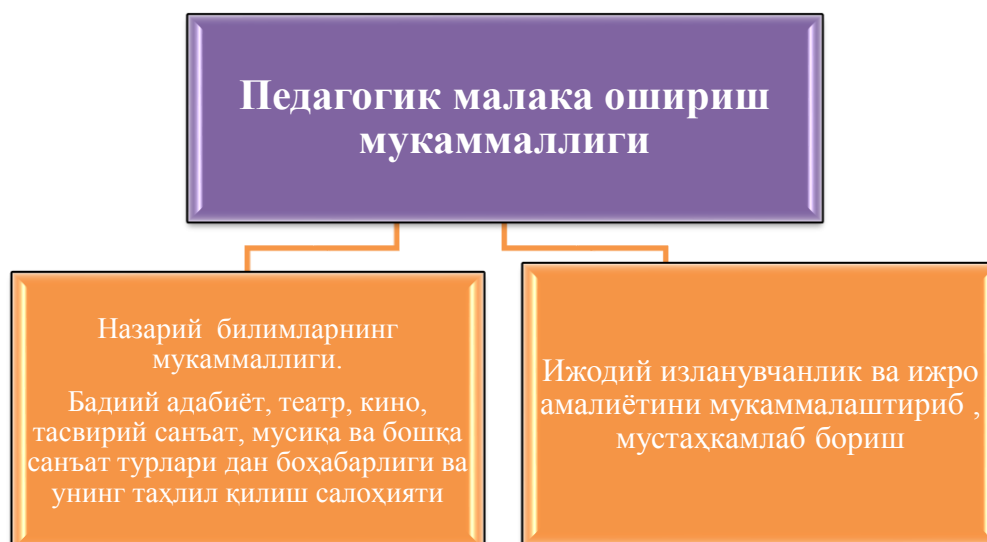 Педагогик малака ошириш
мукаммаллиги
Назарий билимларнинг
мукаммаллиги.
Бадиий адабиёт, театр, кино,
тасвирий санъат, мусиқа ва бошқа
санъат турлари дан боҳабарлиги ва
унинг таҳлил қилиш салоҳияти
Ижодий изланувчанлик ва ижро
амалиётини мукаммалаштириб ,
мустаҳкамлаб бориш